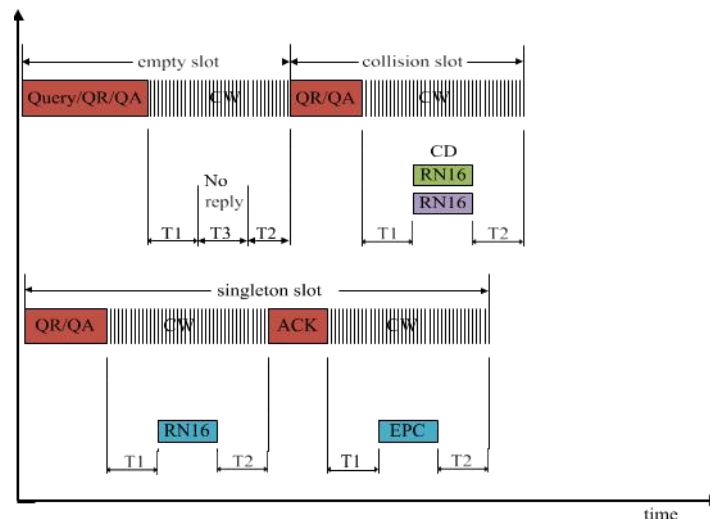 empty slot
collision slot
Query/QR/QA
CW
QR/QA
CW
CD
RN16
RN16
No
reply
T1
T3
T2
T1
T2
singleton slot
QR/QA
CW
ACK
CW
RN16
EPC
T1
T2
T1
T2
time